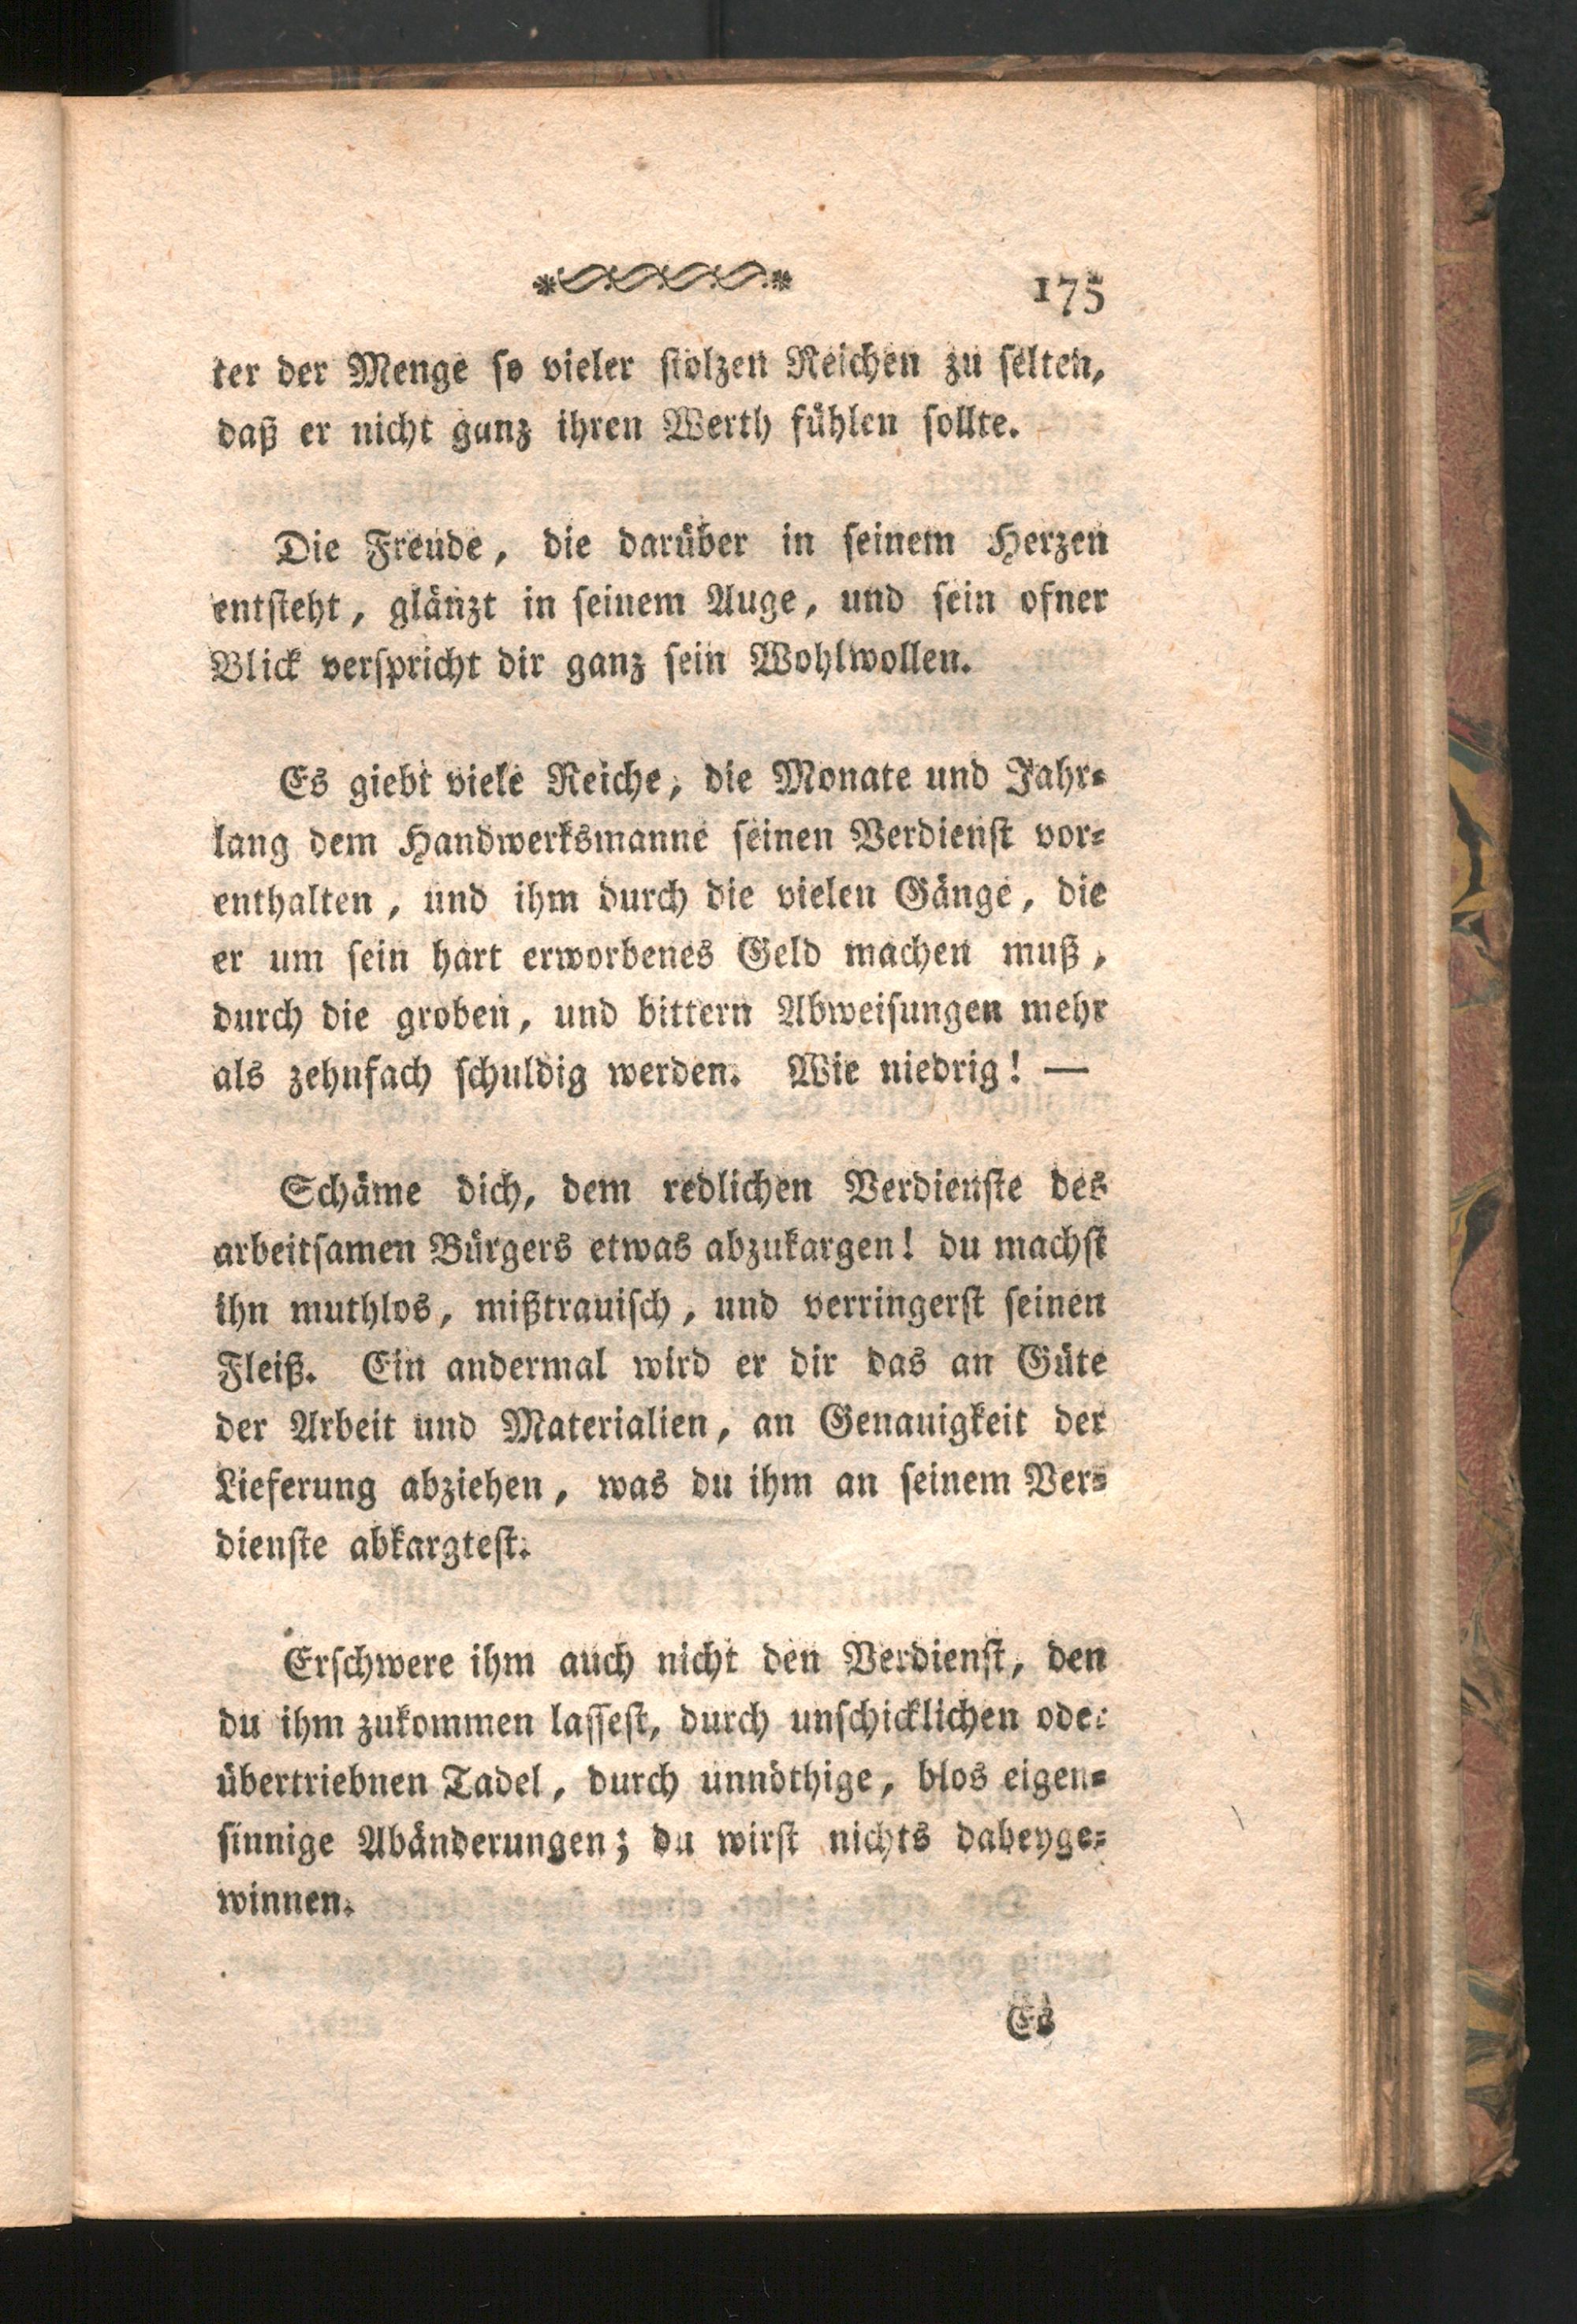 175
ter der Menge so vieler stolzen Reichen zu selten,
daß er nicht ganz ihren Werth fühlen sollte.
Die Freude, die darüber in seinem Herzen
entsteht, glänzt in seinem Auge, und sein ofner
Blick verspricht dir ganz sein Wohlwollen.
Es giebt viele Reiche, die Monate und Jahr-
lang dem Handwerksmanne seinen Verdienst vor-
enthalten, und ihm durch die vielen Gänge, die
er um sein hart erworbenes Geld machen muß,
durch die groben, und bittern Abweisungen mehr
als zehnfach schuldig werden. Wie niedrig! —
Schäme dich, dem redlichen Verdienste des
arbeitsamen Bürgers etwas abzukargen! du machst
ihn muthlos, mißtrauisch, und verringerst seinen
Fleiß. Ein andermal wird er dir das an Güte
der Arbeit und Materialien, an Genauigkeit der
Lieferung abziehen, was du ihm an seinem Ver-
dienste abkargtest.
Erschwere ihm auch nicht den Verdienst, den
du ihm zukommen lassest, durch unschicklichen oder
übertriebnen Tadel, durch unnöthige, blos eigen-
sinnige Abänderungen; du wirst nichts dabeyge-
winnen.
Es